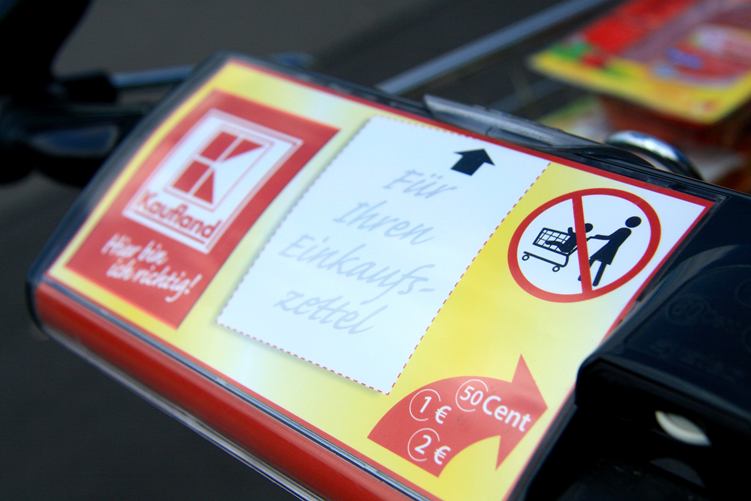 Kaufland
Hier bin
ich richtig!
Für
Ihren
Einkaufs-
zettel
50 Cent
1 €
2 €